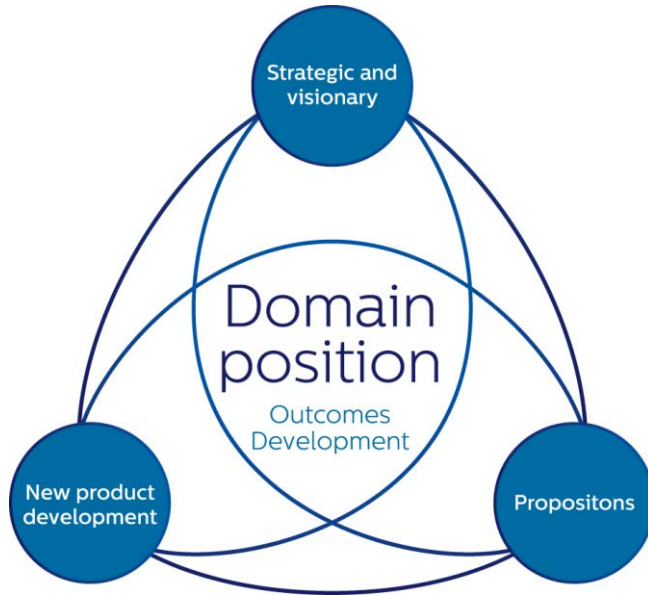 Strategic and
visionary
Domain
position
Outcomes
Development
New product
development
Propositons